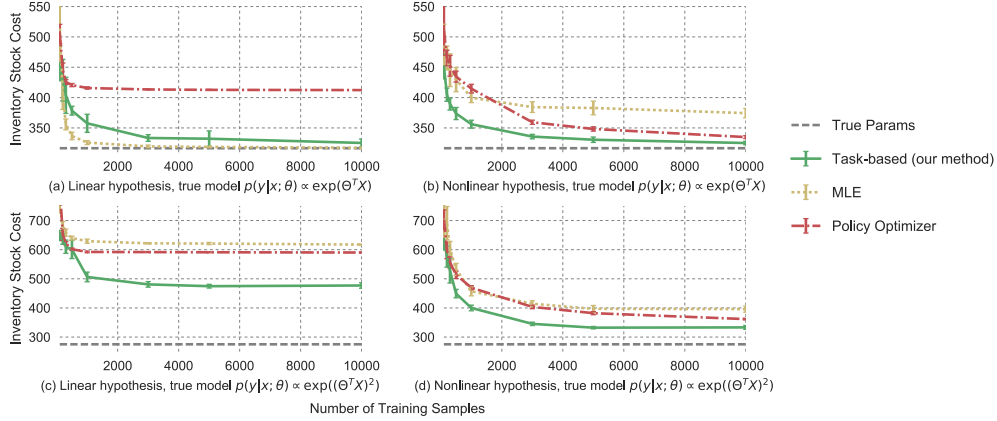 Inventory Stock Cost
550
500
450
400
350
2000 4000 6000 8000 10000
(a) Linear hypothesis, true model p(y|x; θ) ∝ exp(Θ^T X)
550
500
450
400
350
2000 4000 6000 8000 10000
(b) Nonlinear hypothesis, true model p(y|x; θ) ∝ exp(Θ^T X)
True Params
Task-based (our method)
MLE
Policy Optimizer
Inventory Stock Cost
700
600
500
400
300
2000 4000 6000 8000 10000
(c) Linear hypothesis, true model p(y|x; θ) ∝ exp((Θ^T X)^2)
700
600
500
400
300
2000 4000 6000 8000 10000
(d) Nonlinear hypothesis, true model p(y|x; θ) ∝ exp((Θ^T X)^2)
Number of Training Samples